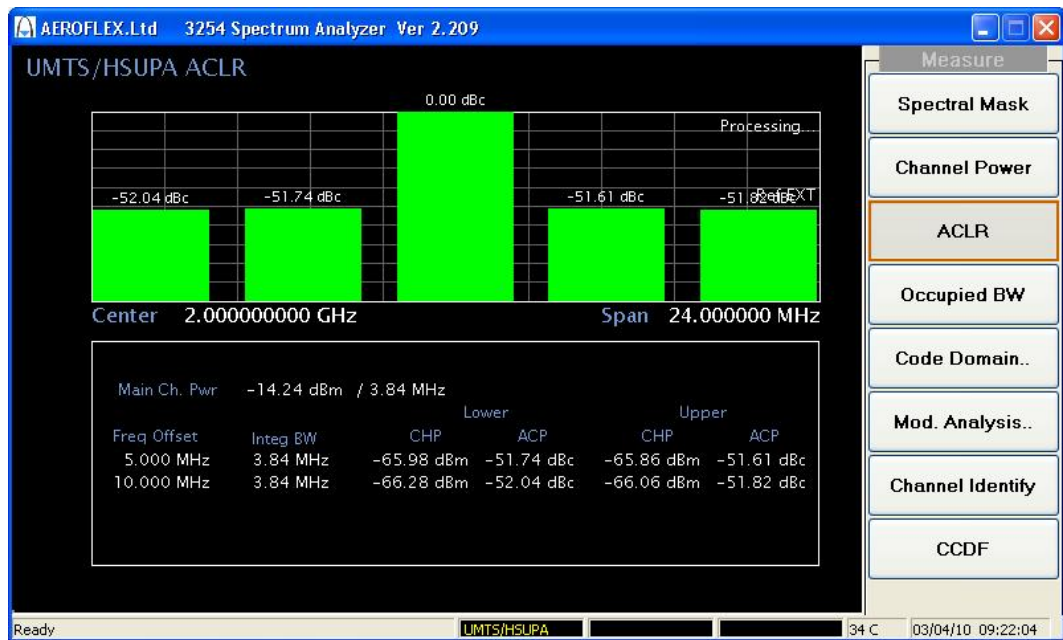 AEROFLEX.Ltd 3254 Spectrum Analyzer Ver 2.209
UMTS/HSUPA ACLR
0.00 dBc
Processing...
-52.04 dBc
-51.74 dBc
-51.61 dBc
-51.82 dBc
Ref EXT
Center 2.000000000 GHz
Span 24.000000 MHz
Main Ch. Pwr -14.24 dBm / 3.84 MHz
Lower Upper
Freq Offset Integ BW CHP ACP CHP ACP
5.000 MHz 3.84 MHz -65.98 dBm -51.74 dBc -65.86 dBm -51.61 dBc
10.000 MHz 3.84 MHz -66.28 dBm -52.04 dBc -66.06 dBm -51.82 dBc
Measure
Spectral Mask
Channel Power
ACLR
Occupied BW
Code Domain..
Mod. Analysis..
Channel Identify
CCDF
Ready
UMTS/HSUPA
34 C
03/04/10 09:22:04